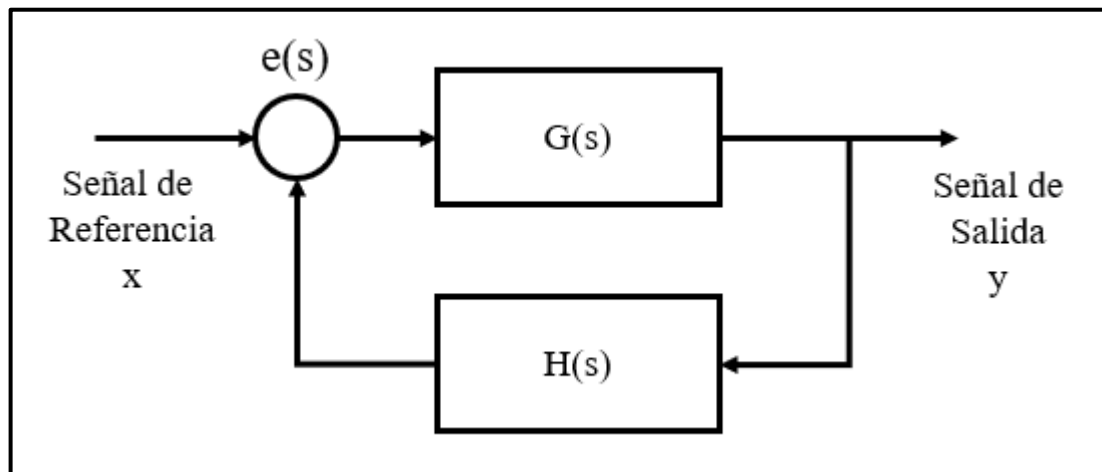 e(s)
G(s)
Señal de
Referencia
x
Señal de
Salida
y
H(s)